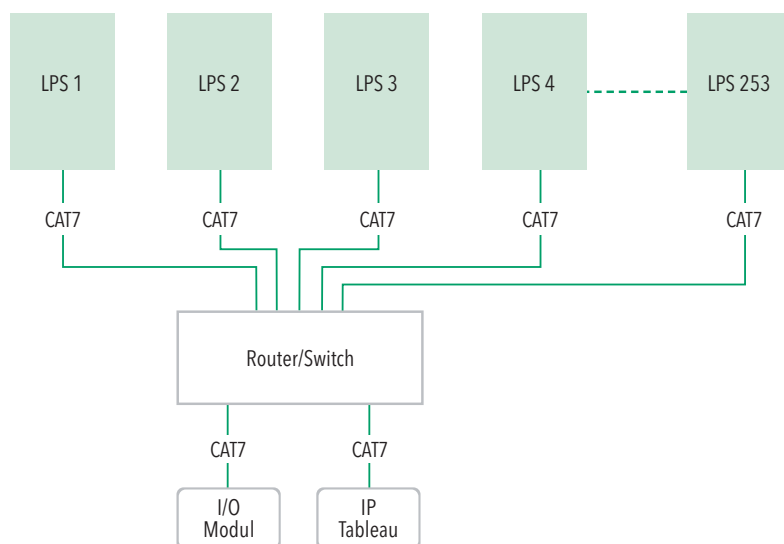 LPS 1
LPS 2
LPS 3
LPS 4
LPS 253
CAT7
CAT7
CAT7
CAT7
CAT7
Router/Switch
CAT7
CAT7
I/O
Modul
IP
Tableau